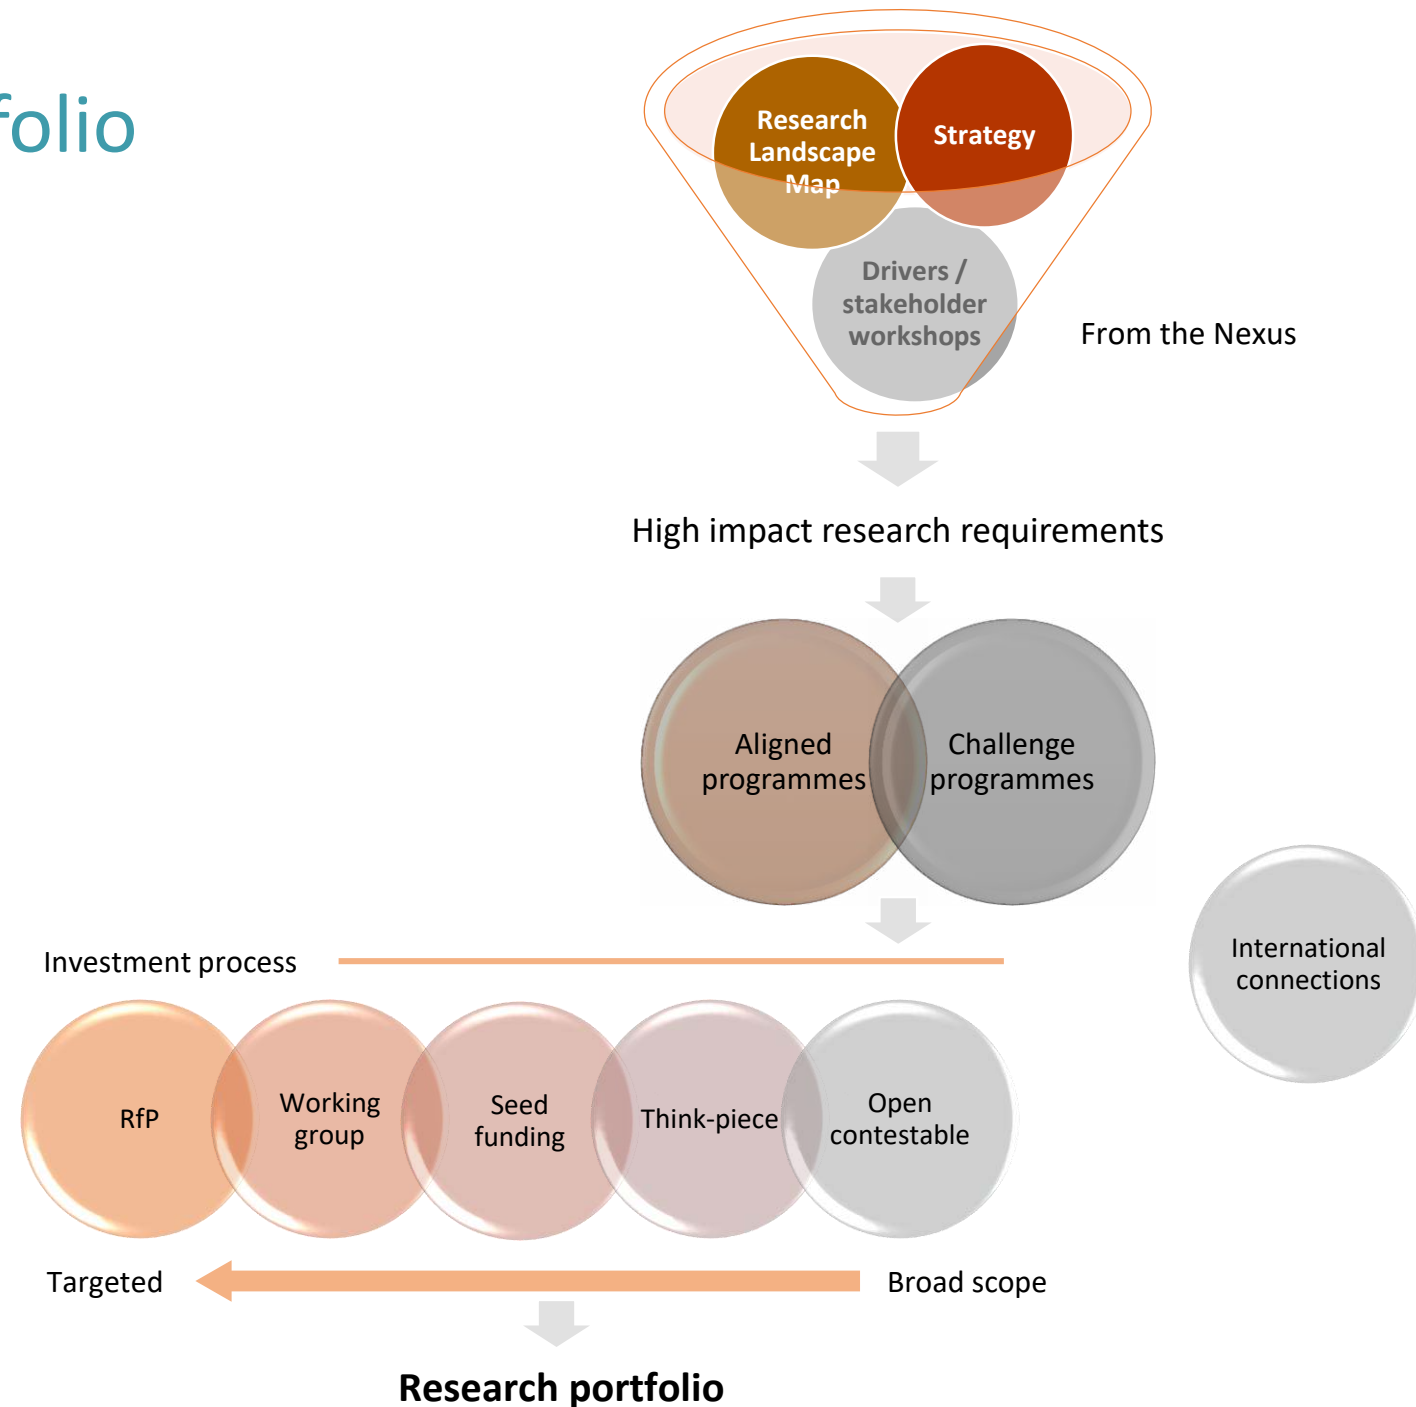 folio
Research
Landscape
Map
Strategy
Drivers /
stakeholder
workshops
From the Nexus
High impact research requirements
Aligned
programmes
Challenge
programmes
International
connections
Investment process
RfP
Working
group
Seed
funding
Think-piece
Open
contestable
Targeted
Broad scope
Research portfolio